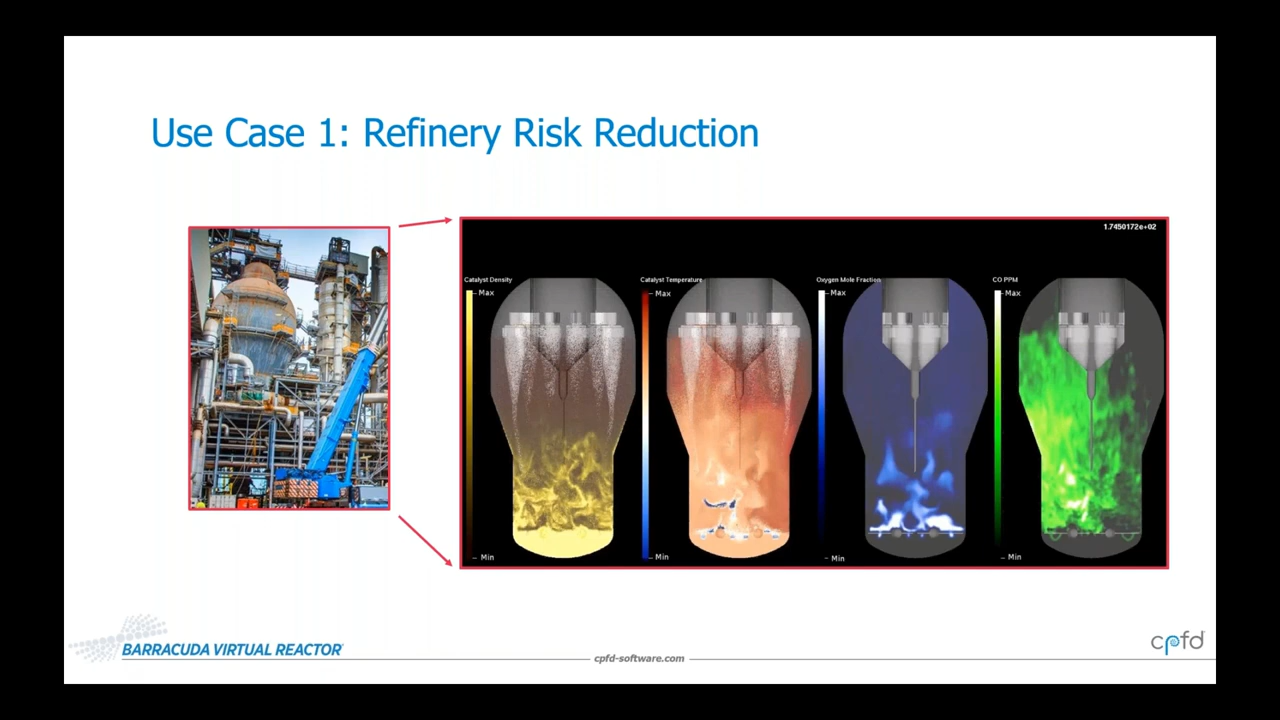 Use Case 1: Refinery Risk Reduction
1.7450172e+02
Catalyst Density
Max
Min
Catalyst Temperature
Max
Min
Oxygen Mole Fraction
Max
Min
CO PPM
Max
Min
BARRACUDA VIRTUAL REACTOR
cpfd-software.com
cpfd